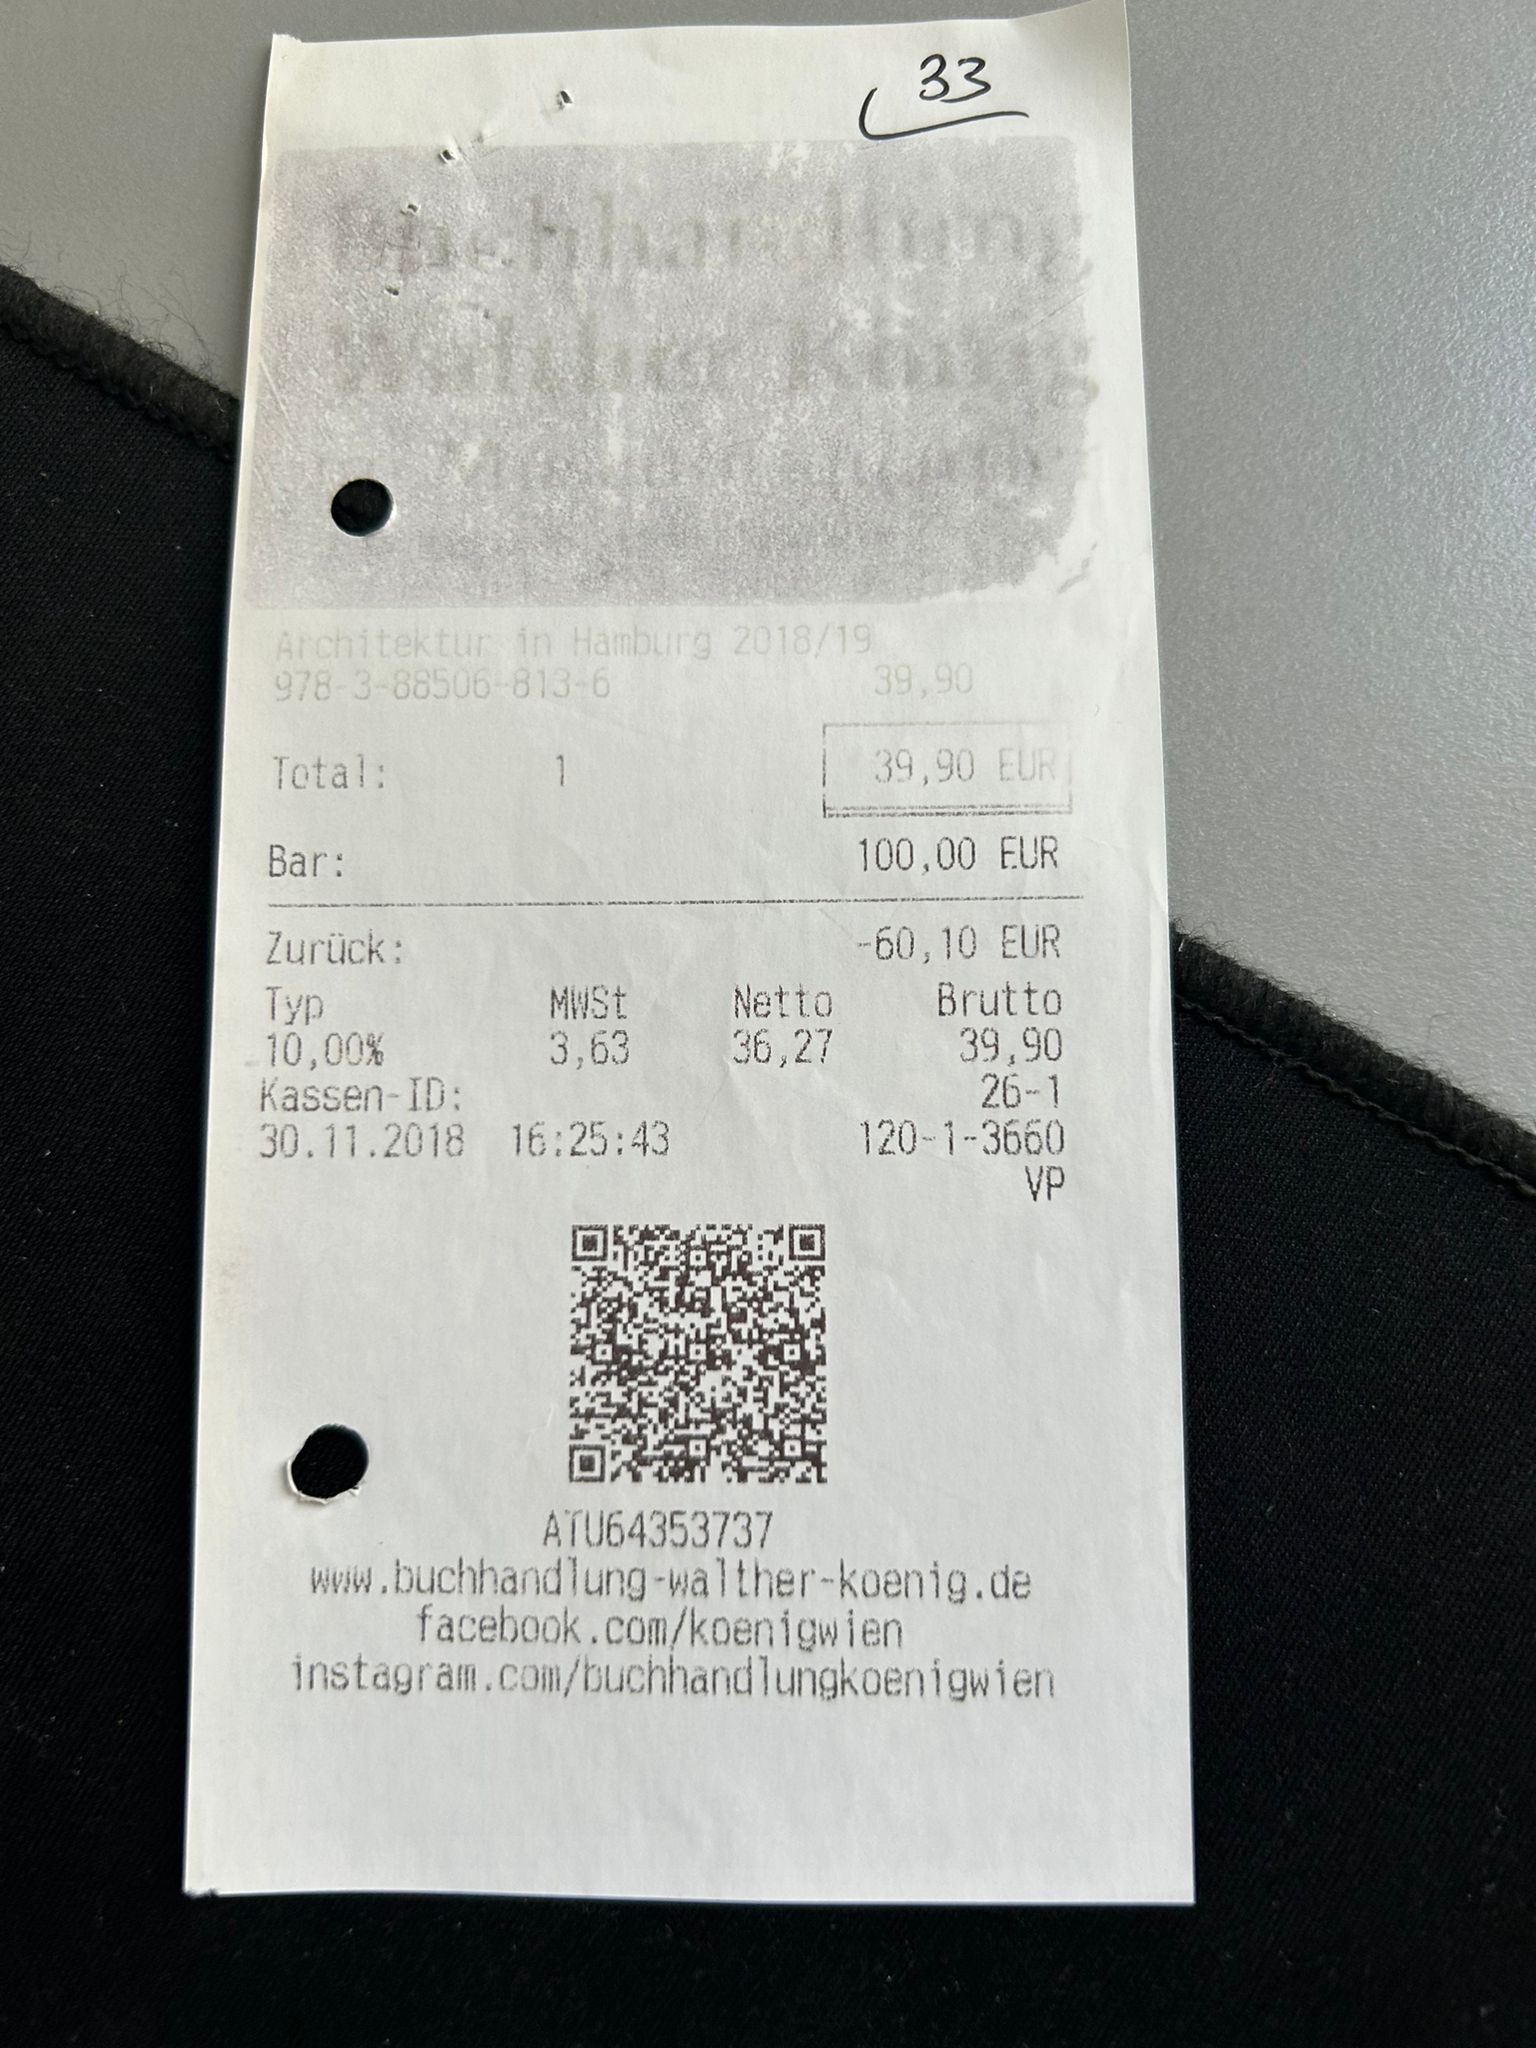 33
Buchhandlung
Walther König
Architektur in Hamburg 2018/19
978-3-88506-813-6 39,90
Total: 1 39,90 EUR
Bar: 100,00 EUR
Zurück: -60,10 EUR
Typ MWSt Netto Brutto
10,00% 3,63 36,27 39,90
Kassen-ID: 26-1
30.11.2018 16:25:43 120-1-3660
VP
ATU64353737
www.buchhandlung-walther-koenig.de
facebook.com/koenigwien
instagram.com/buchhandlungkoenigwien